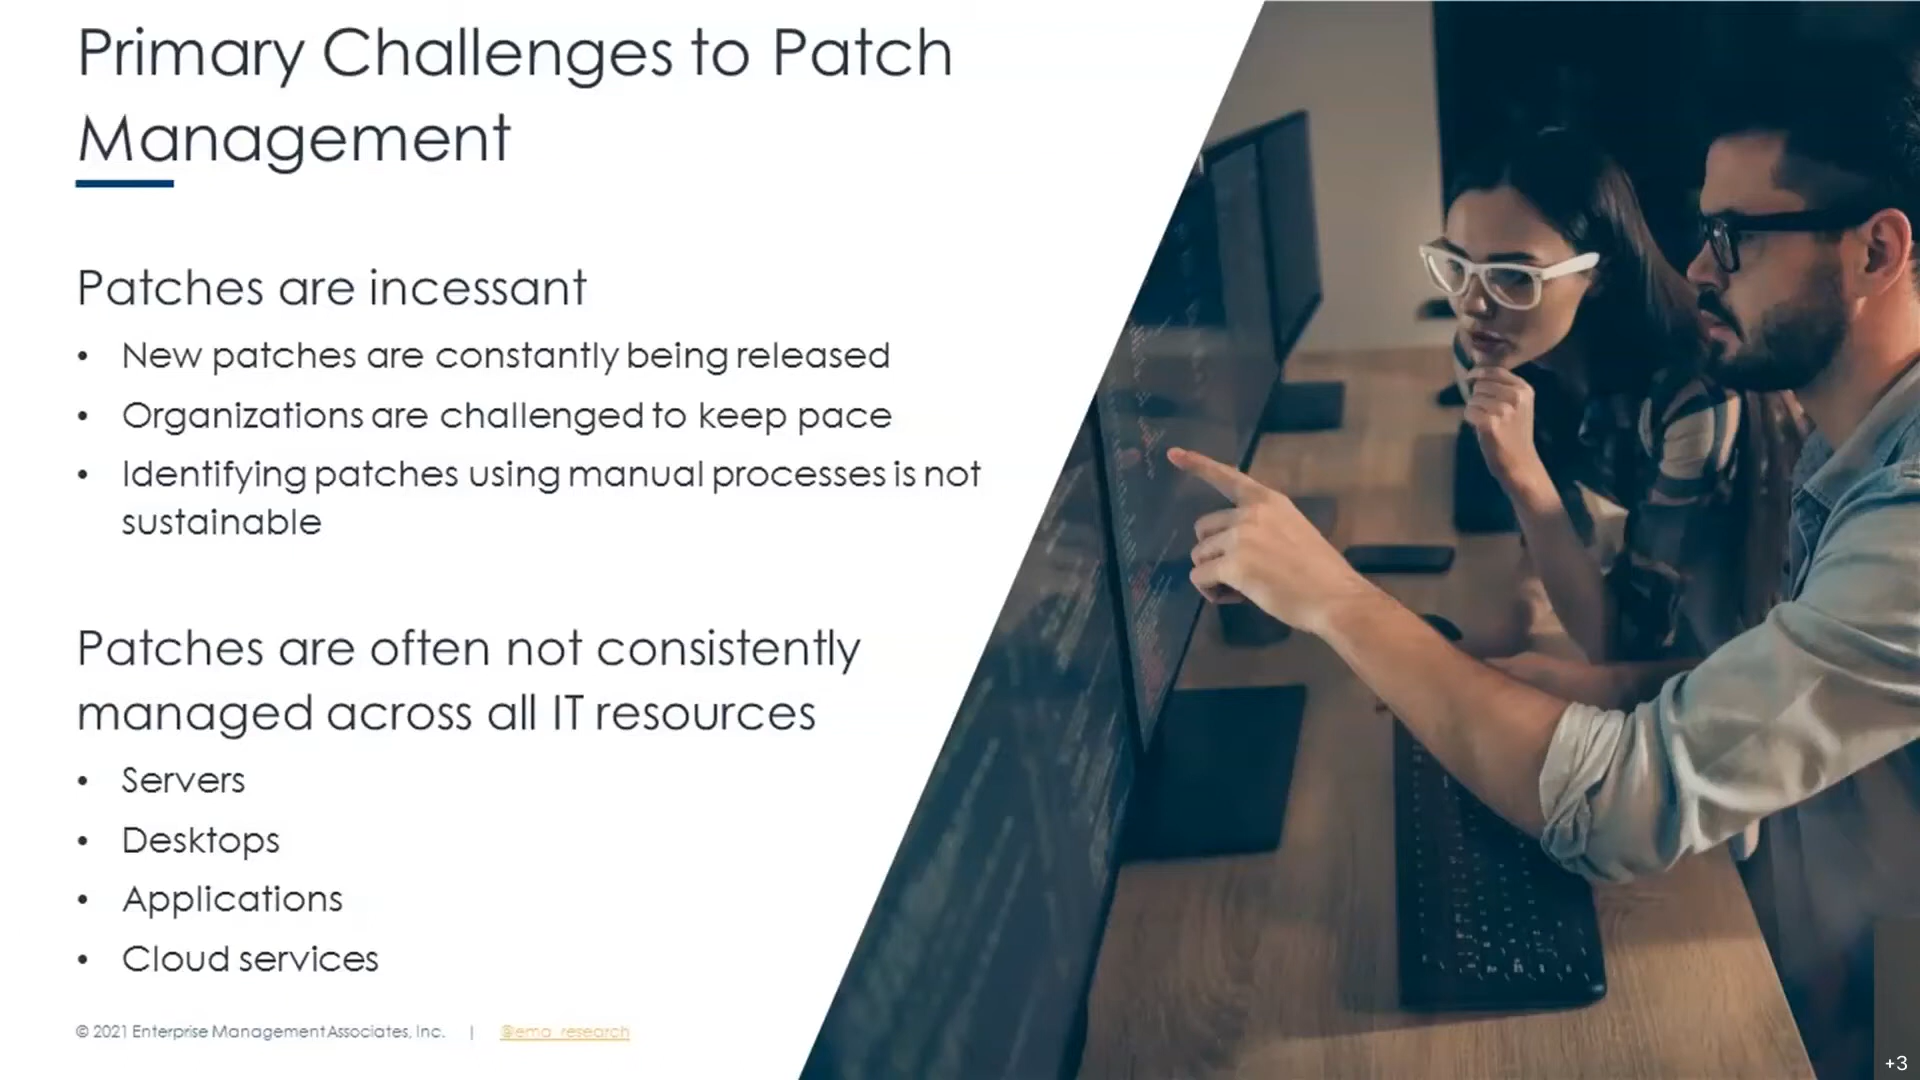 Primary Challenges to Patch
Management
Patches are incessant
• New patches are constantly being released
• Organizations are challenged to keep pace
• Identifying patches using manual processes is not
sustainable
Patches are often not consistently
managed across all IT resources
• Servers
• Desktops
• Applications
• Cloud services
© 2021 Enterprise Management Associates, Inc. | @ema_research
+3